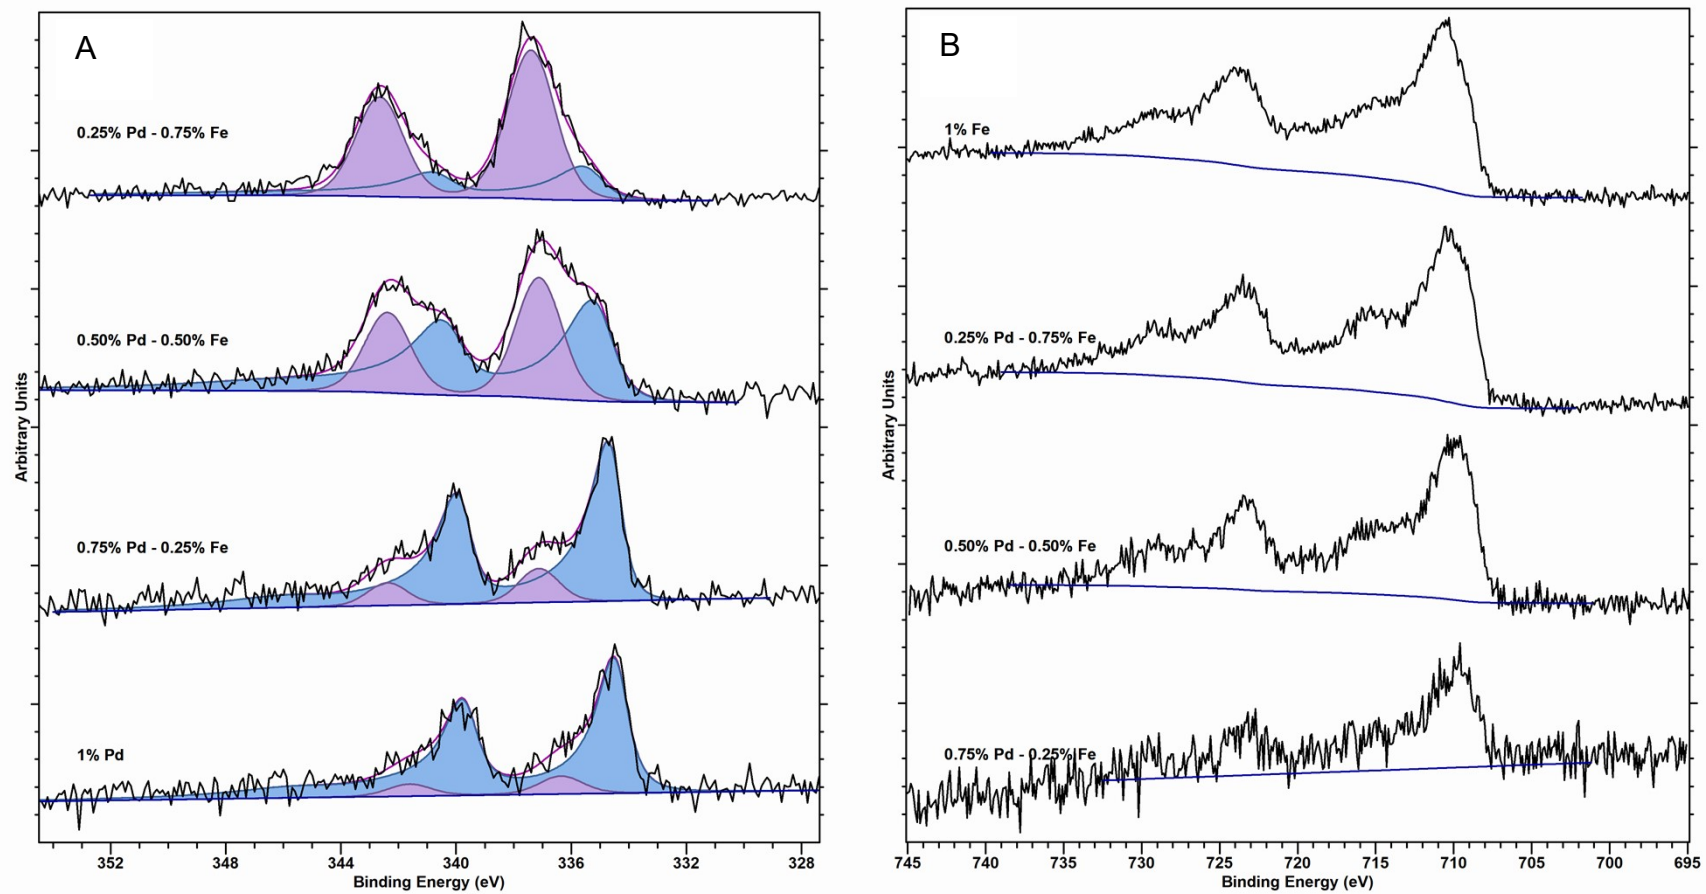 A
0.25% Pd - 0.75% Fe
0.50% Pd - 0.50% Fe
0.75% Pd - 0.25% Fe
1% Pd
Arbitrary Units
352 348 344 340 336 332 328
Binding Energy (eV)
B
1% Fe
0.25% Pd - 0.75% Fe
0.50% Pd - 0.50% Fe
0.75% Pd - 0.25% Fe
Arbitrary Units
745 740 735 730 725 720 715 710 705 700 695
Binding Energy (eV)